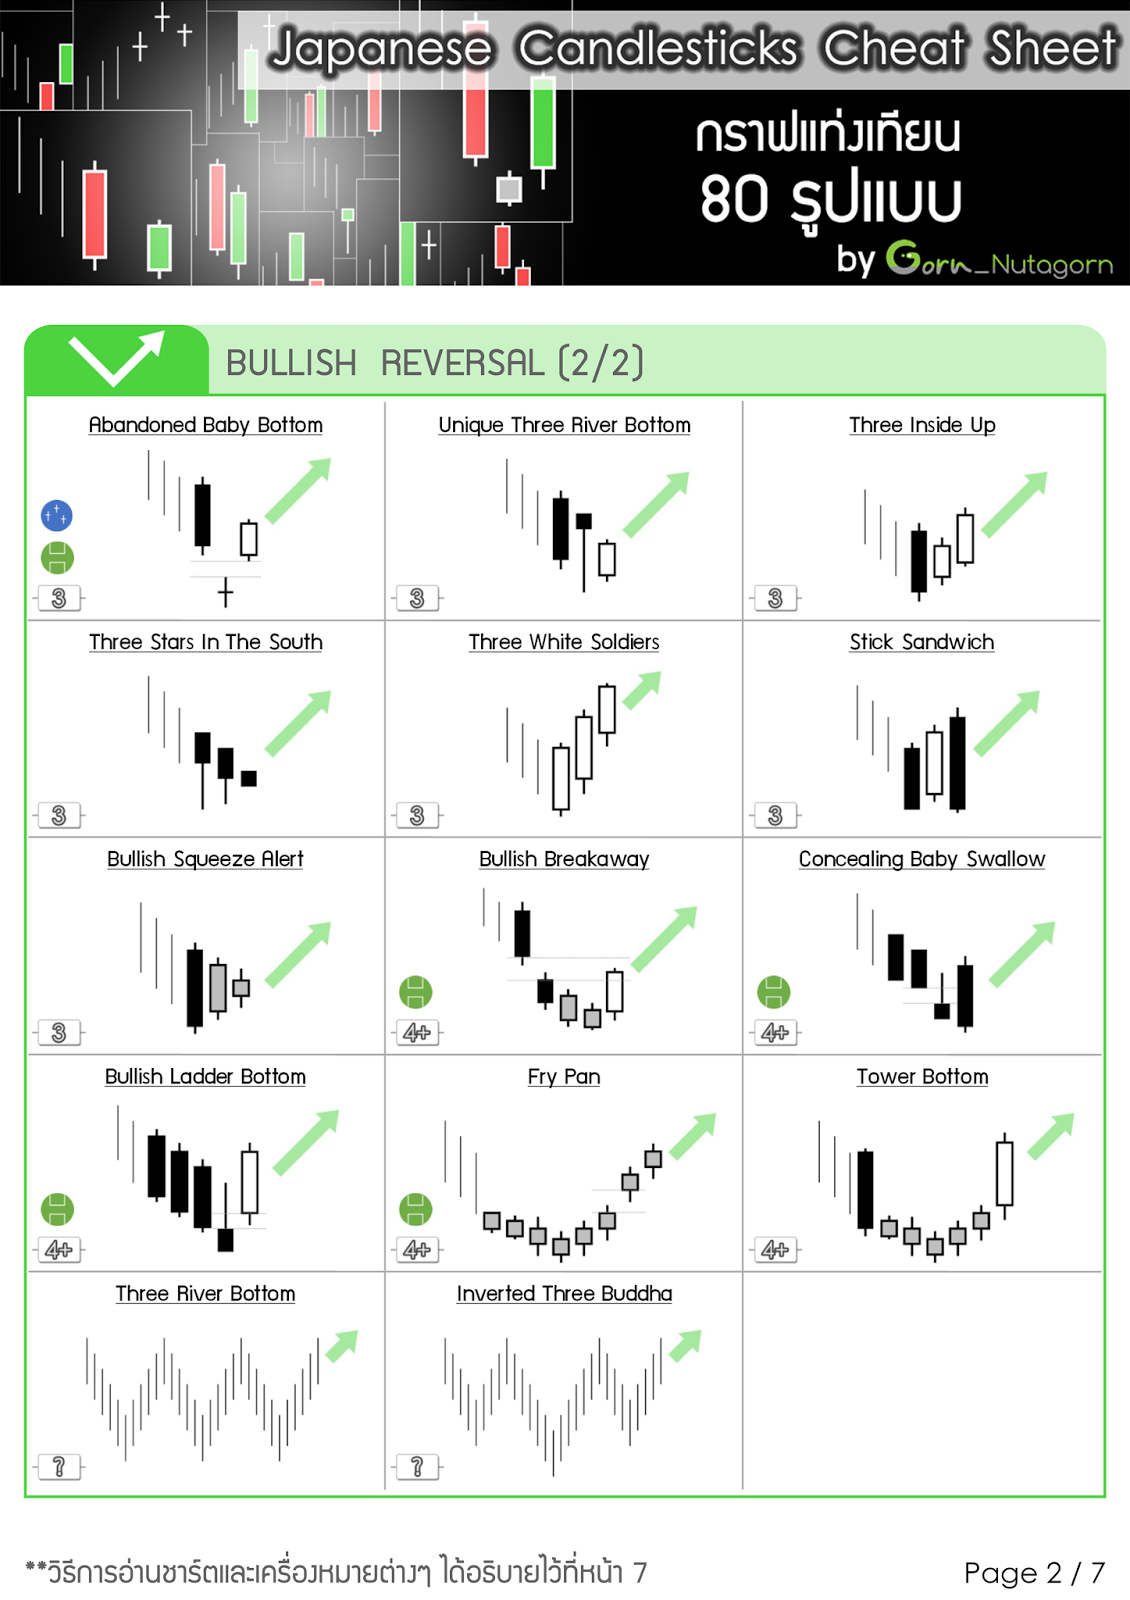 Japanese Candlesticks Cheat Sheet
กราฟแท่งเทียน
80 รูปแบบ
by Gorn_Nutagorn
BULLISH REVERSAL (2/2)
Abandoned Baby Bottom
3
Unique Three River Bottom
3
Three Inside Up
3
Three Stars In The South
3
Three White Soldiers
3
Stick Sandwich
3
Bullish Squeeze Alert
3
Bullish Breakaway
4+
Concealing Baby Swallow
4+
Bullish Ladder Bottom
4+
Fry Pan
4+
Tower Bottom
4+
Three River Bottom
?
Inverted Three Buddha
?
**วิธีการอ่านชาร์ตและเครื่องหมายต่างๆ ได้อธิบายไว้ที่หน้า 7
Page 2 / 7